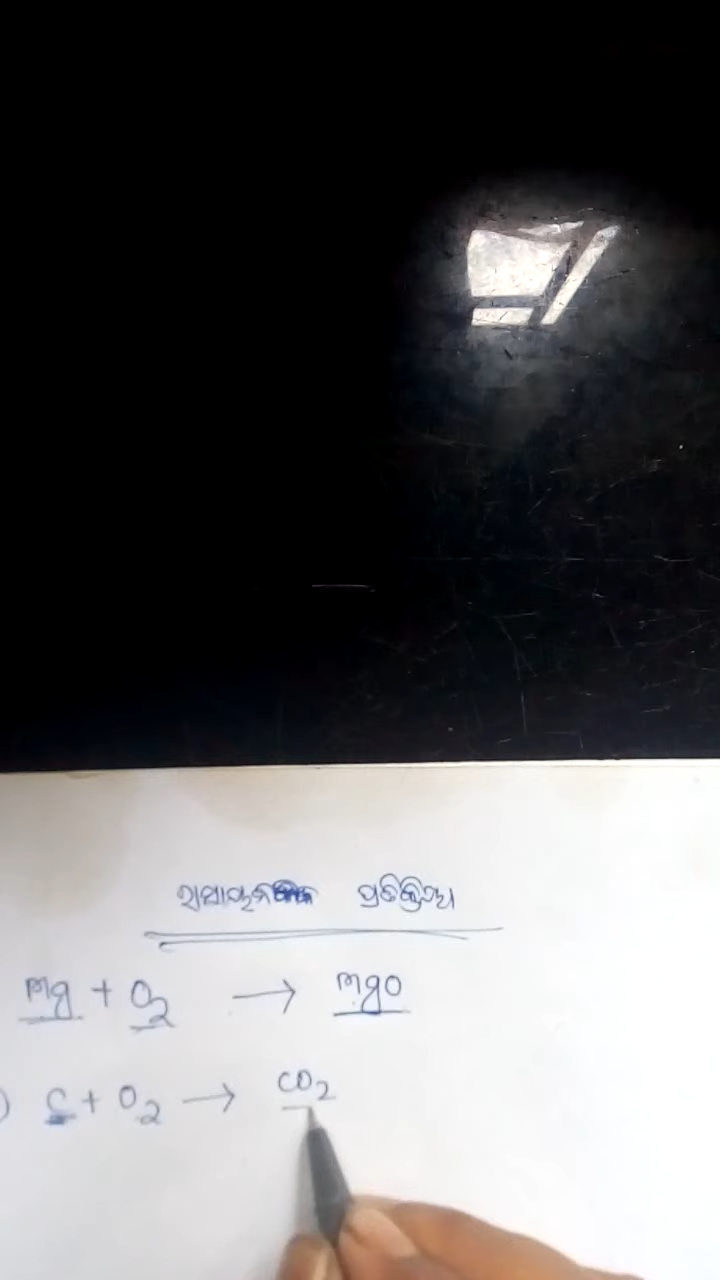 ରାସାୟନିକ ପ୍ରତିକ୍ରିୟା
Mg + O₂ → MgO
) C + O₂ → CO₂